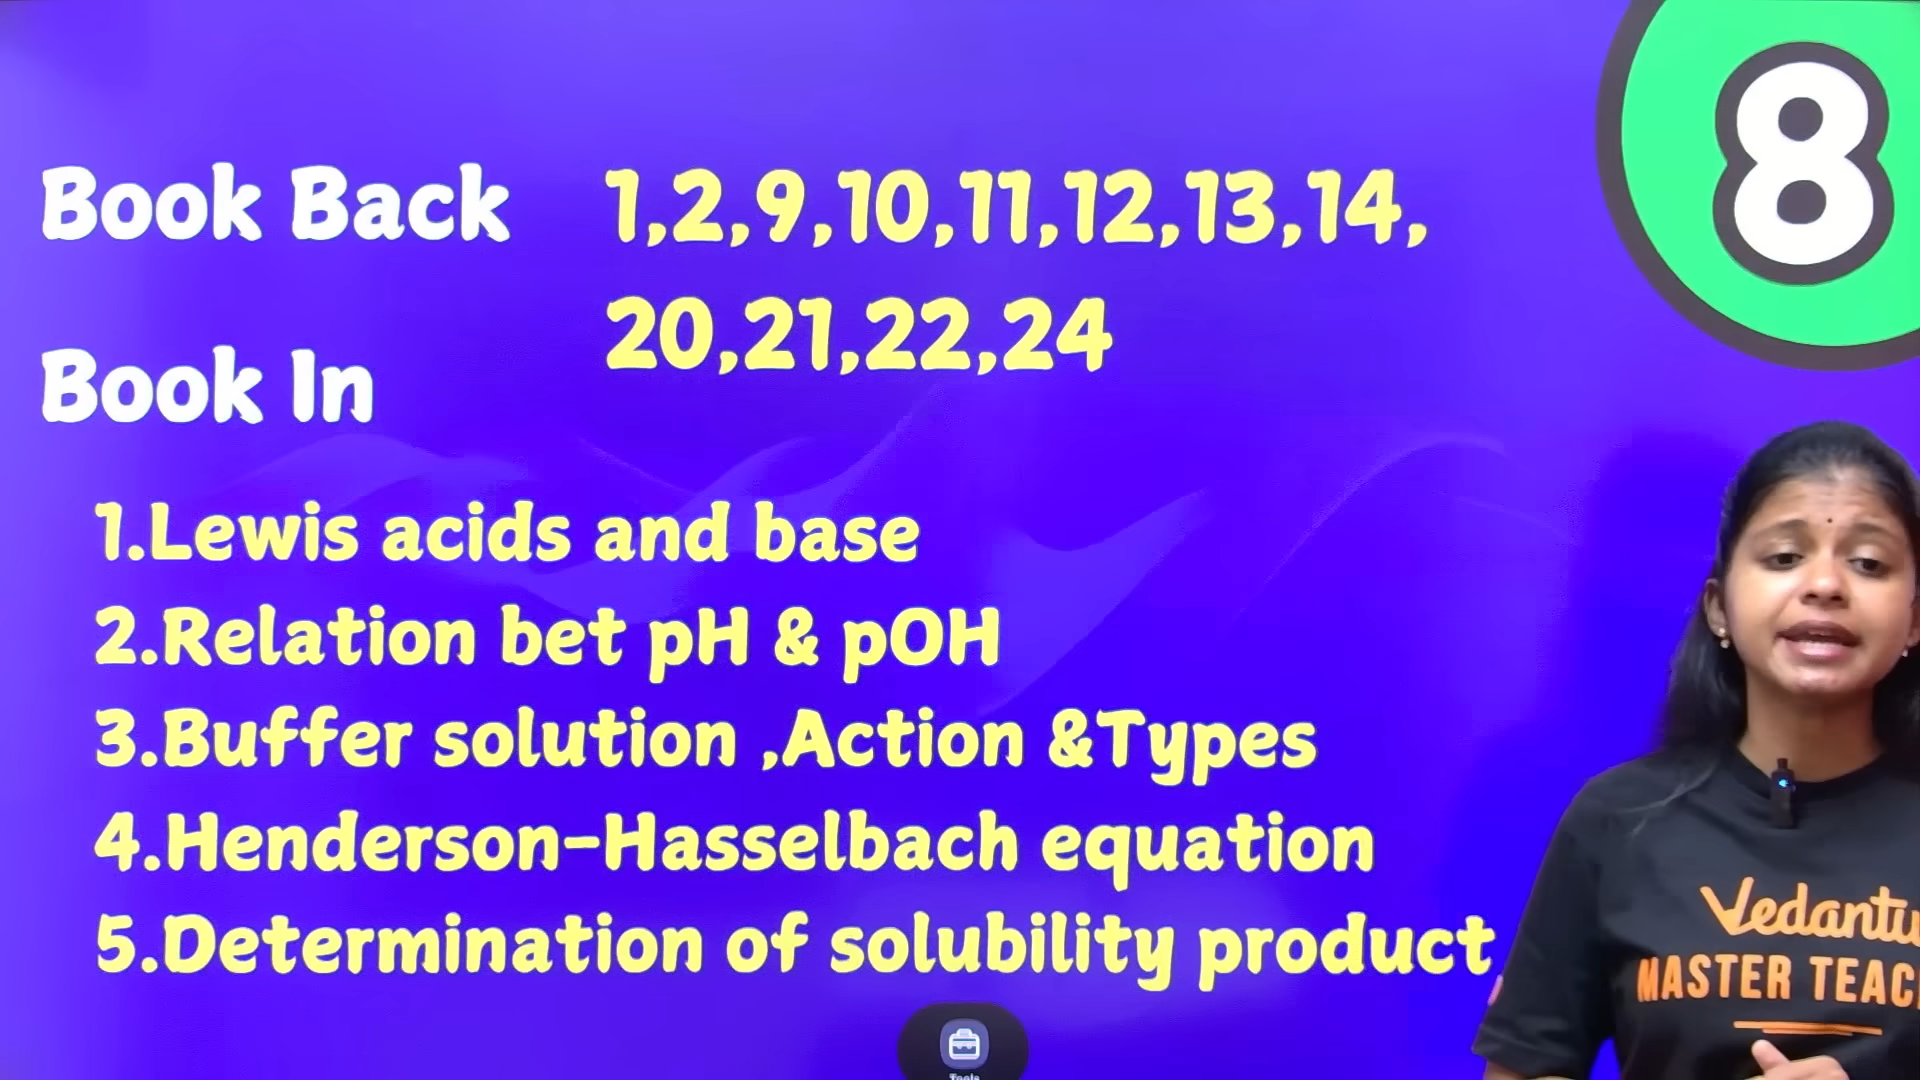 8
Book Back 1,2,9,10,11,12,13,14,
20,21,22,24
Book In
1.Lewis acids and base
2.Relation bet pH & pOH
3.Buffer solution ,Action &Types
4.Henderson-Hasselbach equation
5.Determination of solubility product
Vedantu
MASTER TEAC
Tools